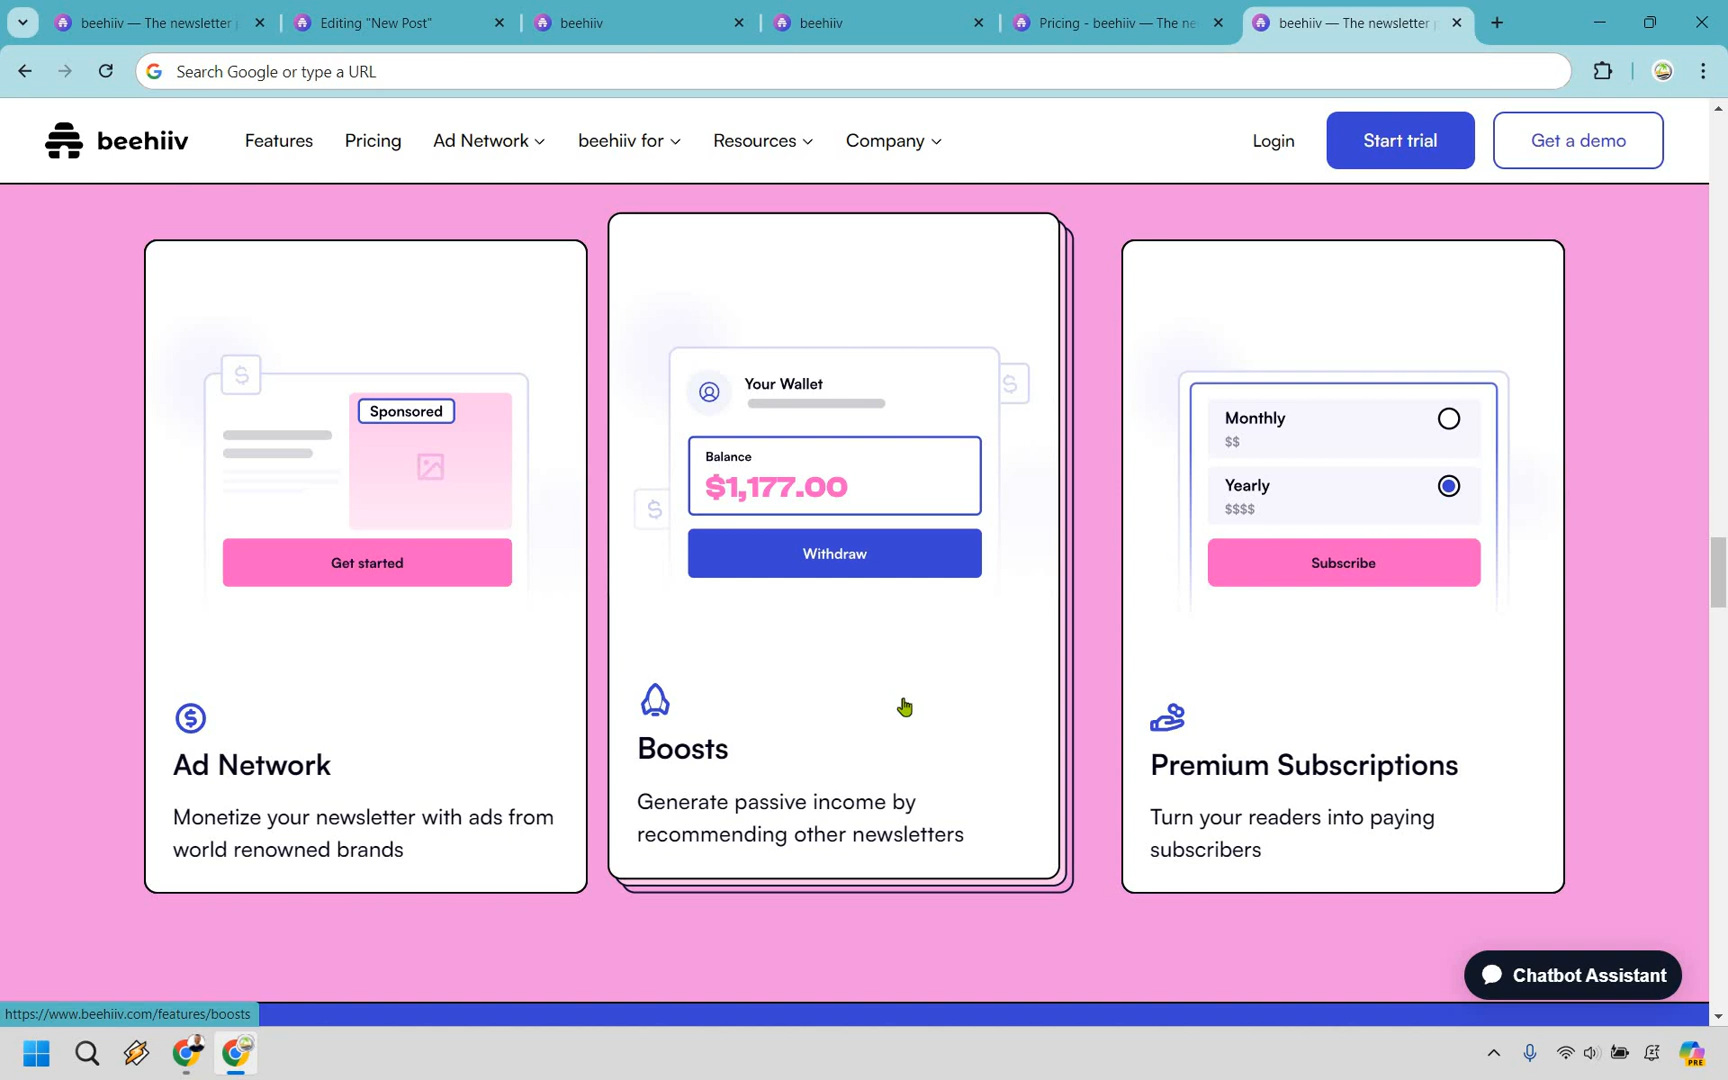 beehiiv — The newsletter
Editing "New Post"
beehiiv
beehiiv
Pricing - beehiiv — The ne
beehiiv — The newsletter
Search Google or type a URL
beehiiv
Features
Pricing
Ad Network
beehiiv for
Resources
Company
Login
Start trial
Get a demo
Sponsored
$
Get started
Ad Network
Monetize your newsletter with ads from
world renowned brands
Your Wallet
$
Balance
$1,177.00
$
Withdraw
Boosts
Generate passive income by
recommending other newsletters
Monthly
$$
Yearly
$$$$
Subscribe
Premium Subscriptions
Turn your readers into paying
subscribers
Chatbot Assistant
https://www.beehiiv.com/features/boosts
PRE